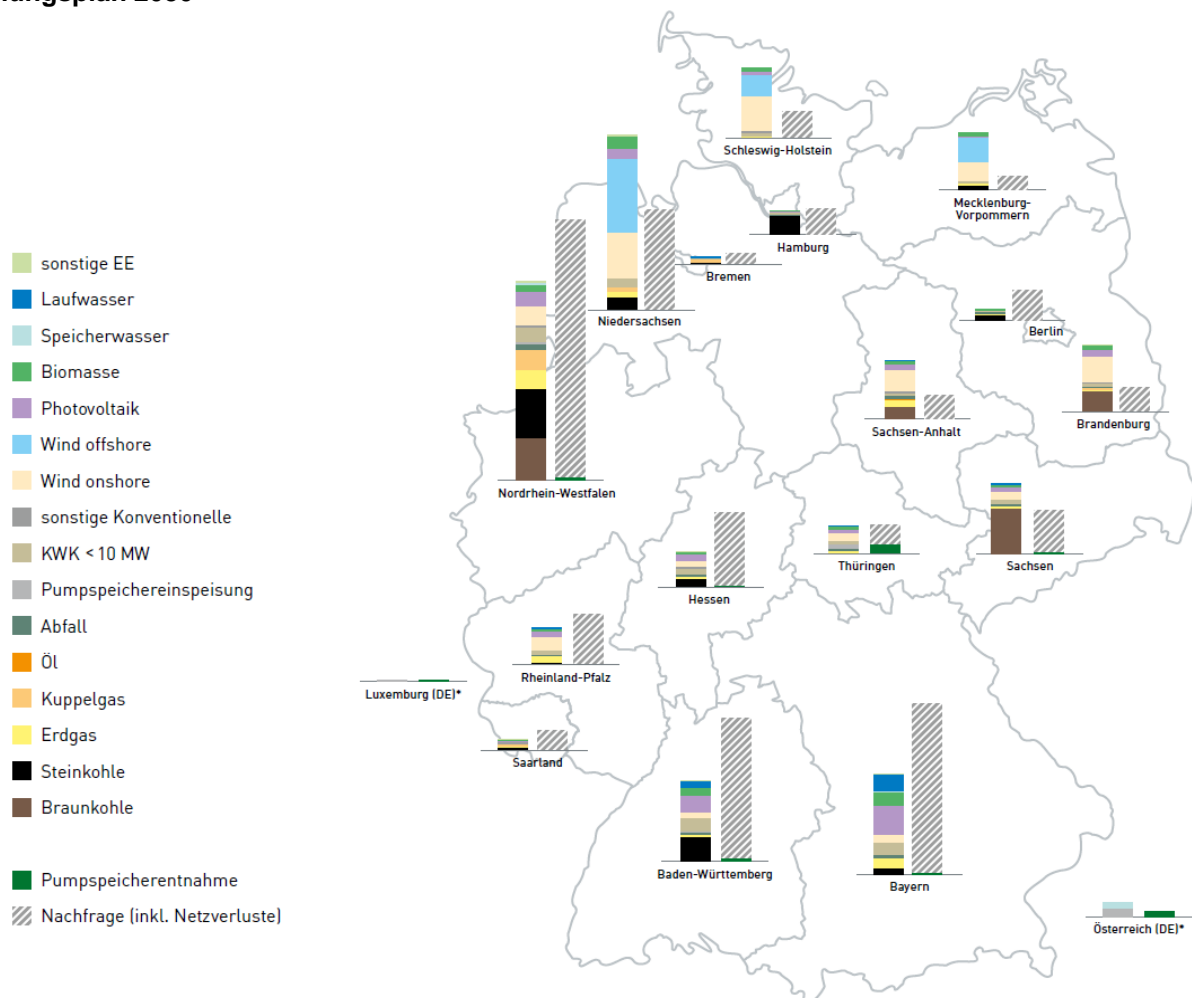 sonstige EE
Laufwasser
Speicherwasser
Biomasse
Photovoltaik
Wind offshore
Wind onshore
sonstige Konventionelle
KWK < 10 MW
Pumpspeichereinspeisung
Abfall
Öl
Kuppelgas
Erdgas
Steinkohle
Braunkohle
Pumpspeicherentnahme
Nachfrage (inkl. Netzverluste)
Schleswig-Holstein
Mecklenburg-
Vorpommern
Hamburg
Bremen
Niedersachsen
Berlin
Brandenburg
Sachsen-Anhalt
Nordrhein-Westfalen
Thüringen
Sachsen
Hessen
Rheinland-Pfalz
Luxemburg (DE)*
Saarland
Baden-Württemberg
Bayern
Österreich (DE)*